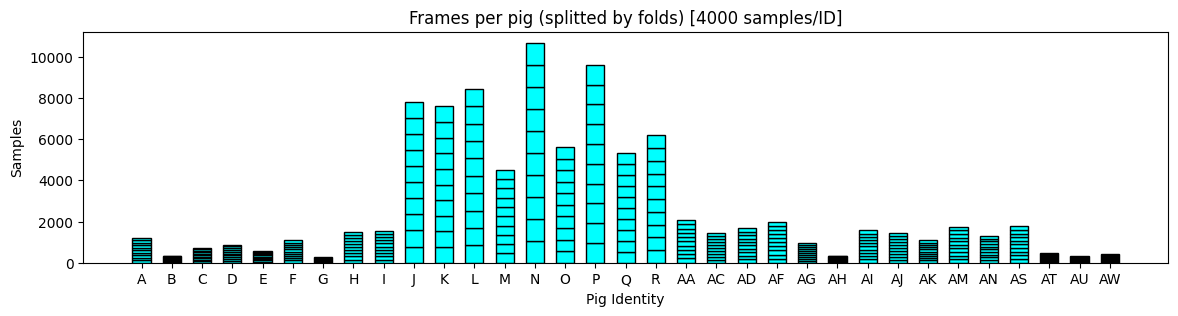 Frames per pig (splitted by folds) [4000 samples/ID]
Samples
10000
8000
6000
4000
2000
0
A B C D E F G H I J K L M N O P Q R AA AC AD AF AG AH AI AJ AK AM AN AS AT AU AW
Pig Identity